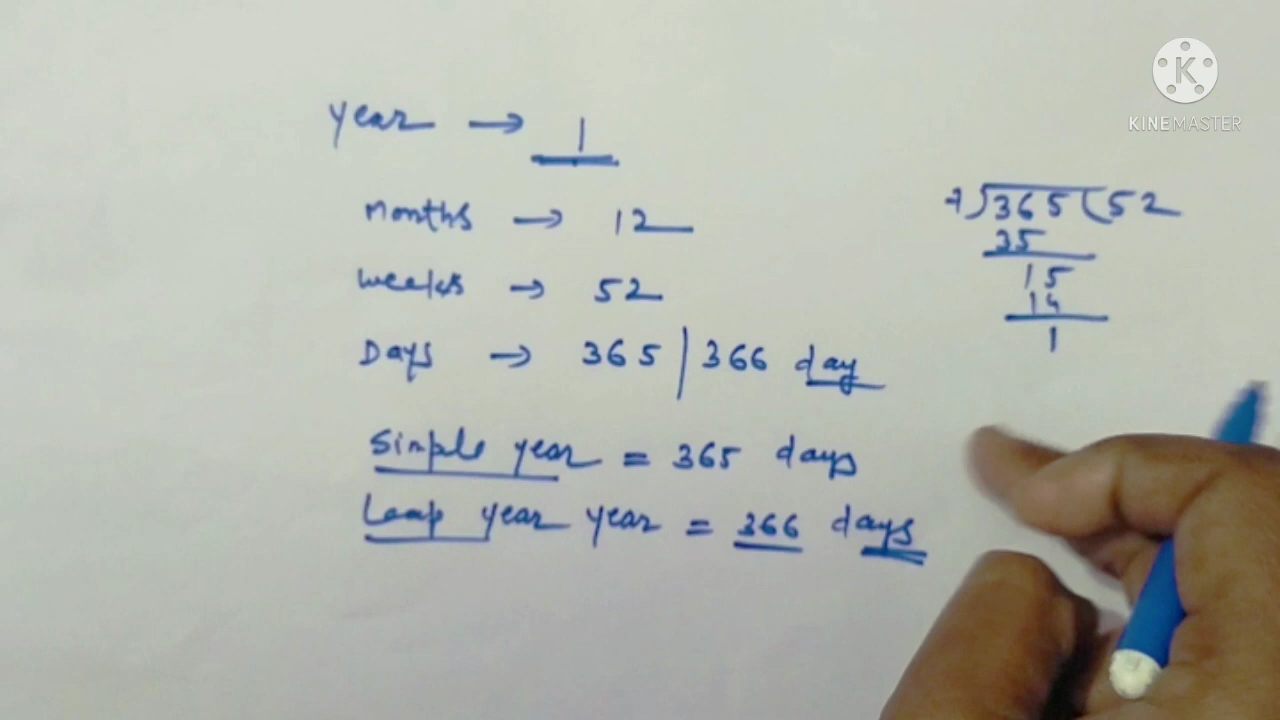 year → 1
months → 12
weeks → 52
Days → 365 | 366 day
Simple year = 365 days
Leap year year = 366 days
7)365(52
35
15
14
1
K
KINEMASTER